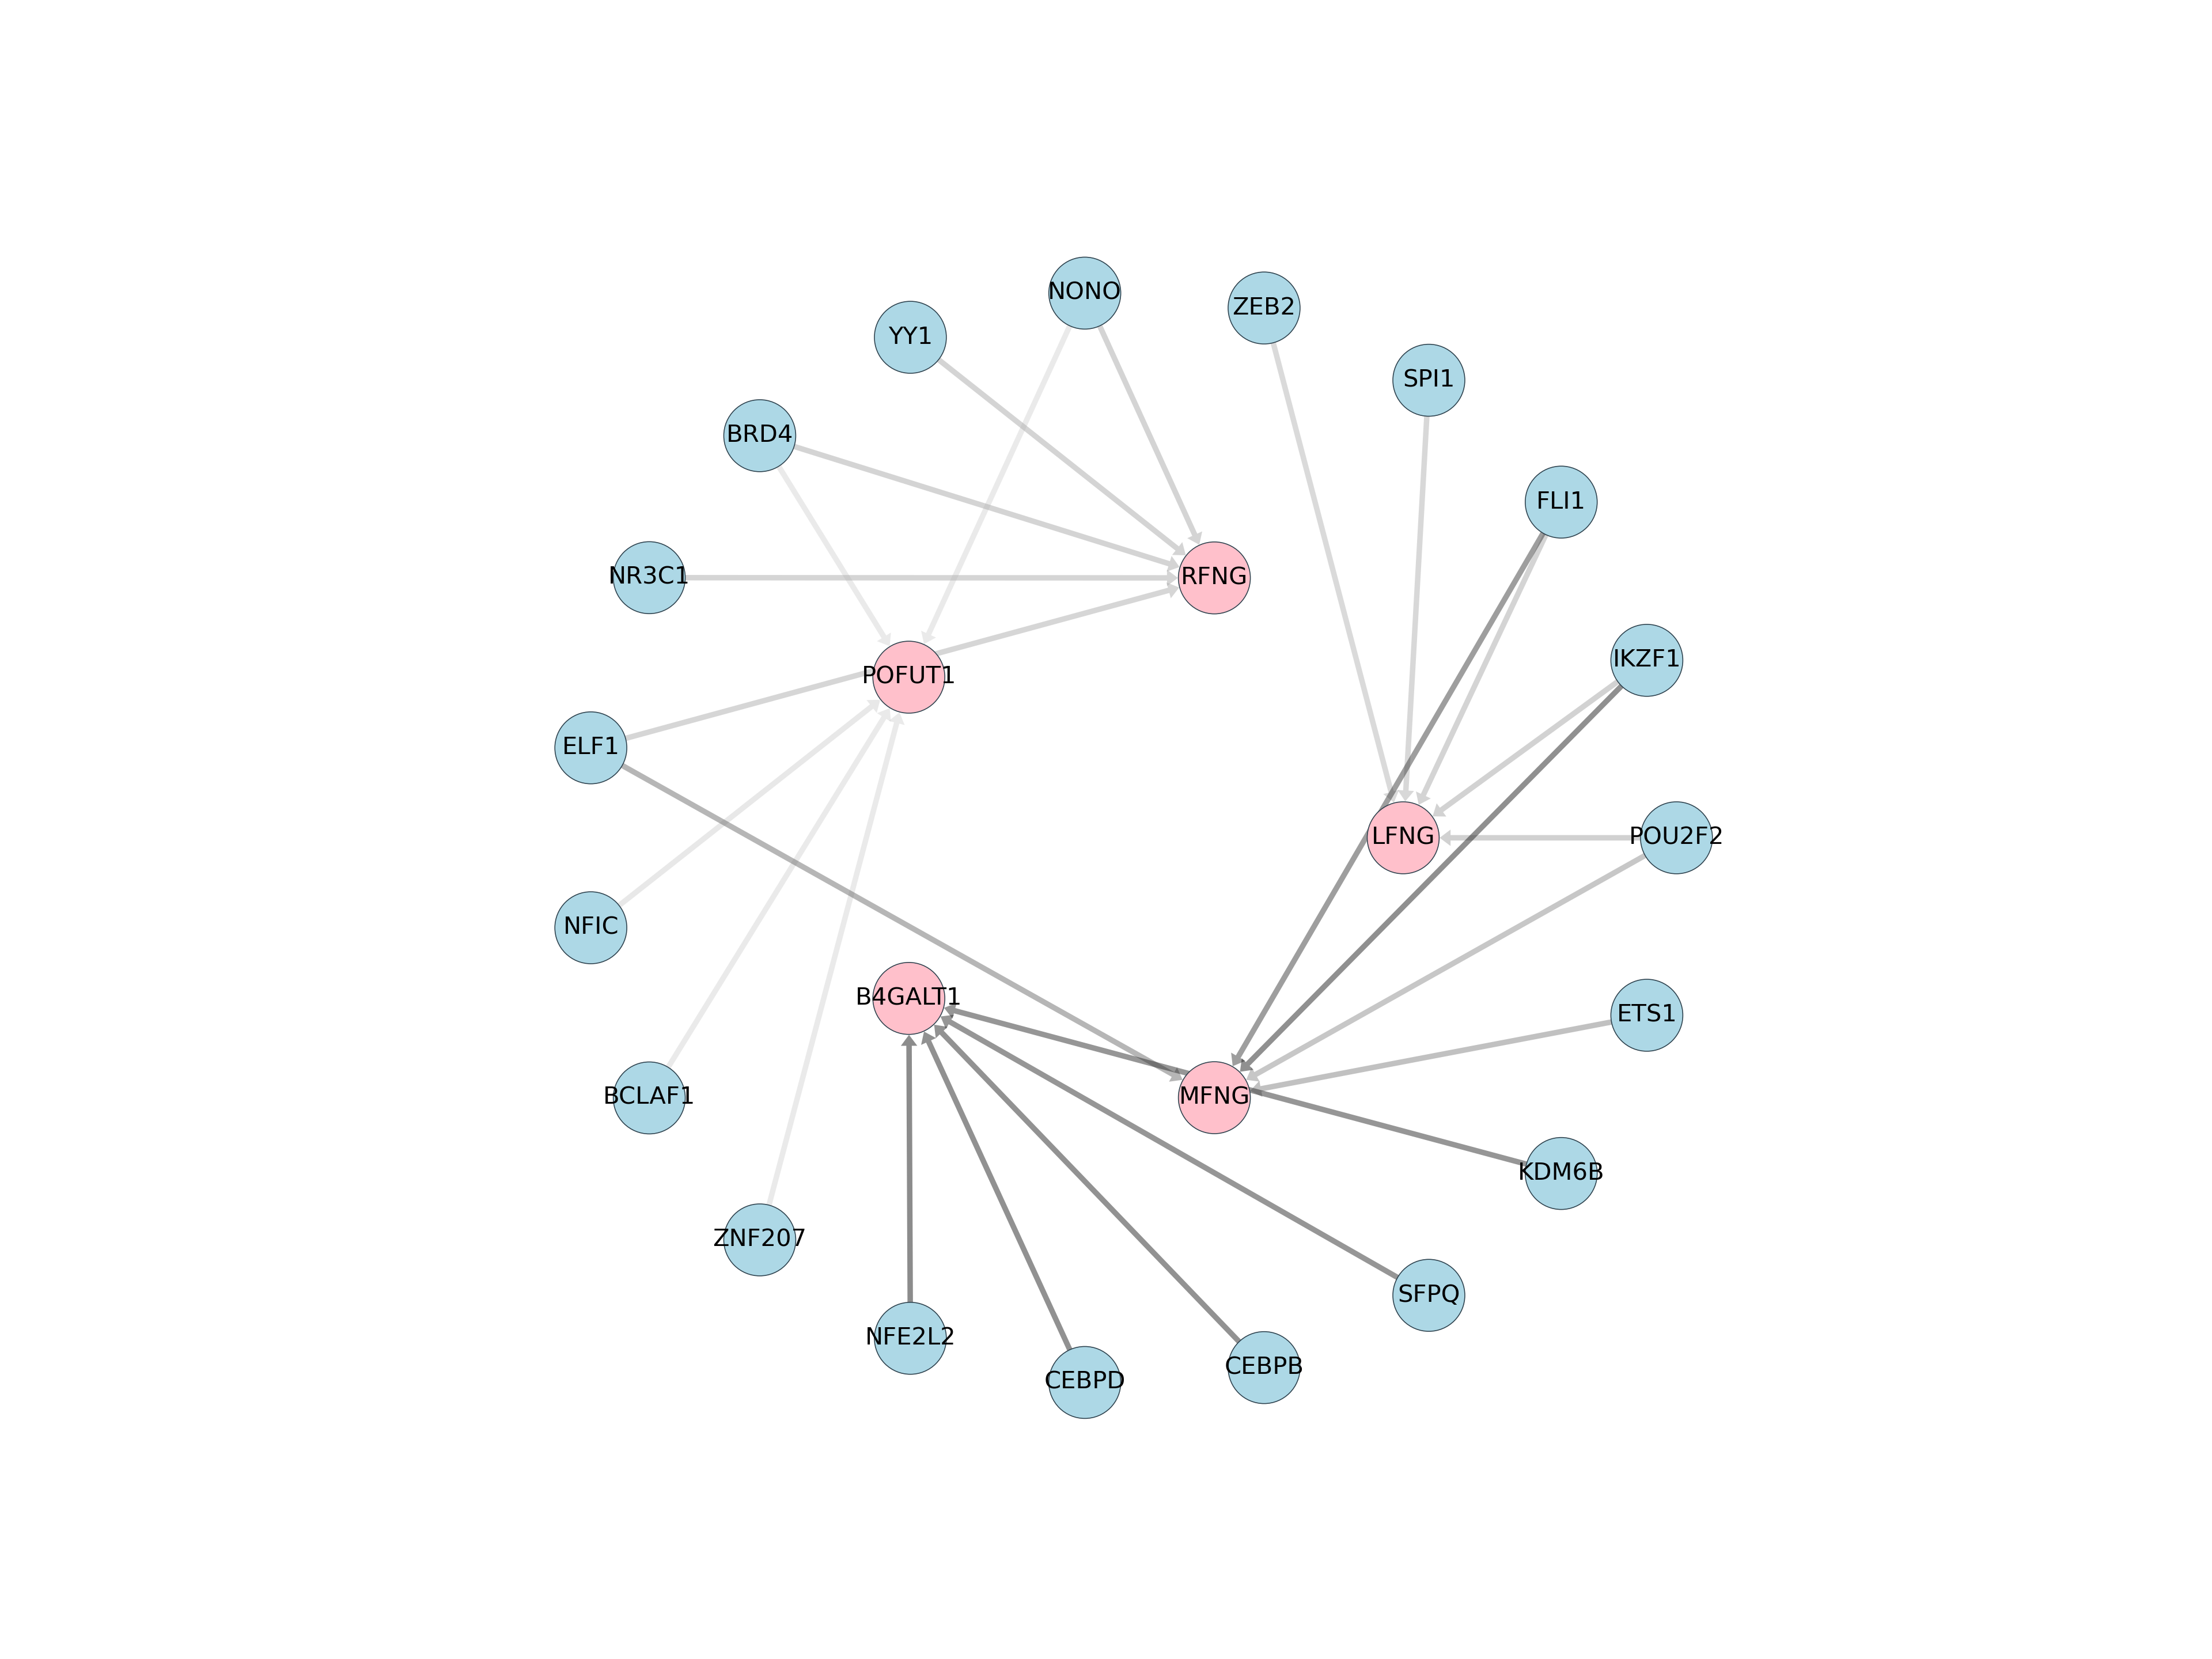 NONO
ZEB2
YY1
SPI1
BRD4
FLI1
NR3C1
RFNG
IKZF1
POFUT1
ELF1
LFNG
POU2F2
NFIC
B4GALT1
ETS1
BCLAF1
MFNG
KDM6B
ZNF207
SFPQ
NFE2L2
CEBPB
CEBPD